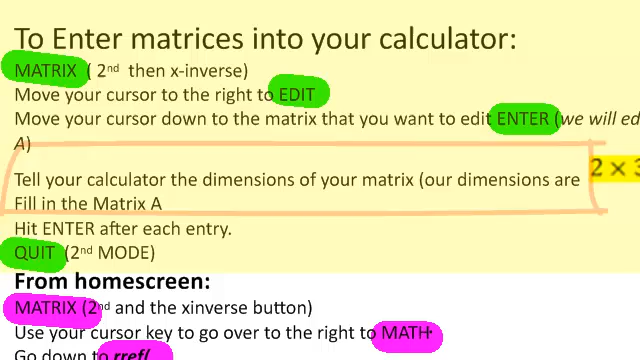 To Enter matrices into your calculator:
MATRIX ( 2nd then x-inverse)
Move your cursor to the right to EDIT
Move your cursor down to the matrix that you want to edit ENTER (we will ed
A)
Tell your calculator the dimensions of your matrix (our dimensions are 2 × 3
Fill in the Matrix A
Hit ENTER after each entry.
QUIT (2nd MODE)
From homescreen:
MATRIX (2nd and the xinverse button)
Use your cursor key to go over to the right to MATH
Go down to rref(